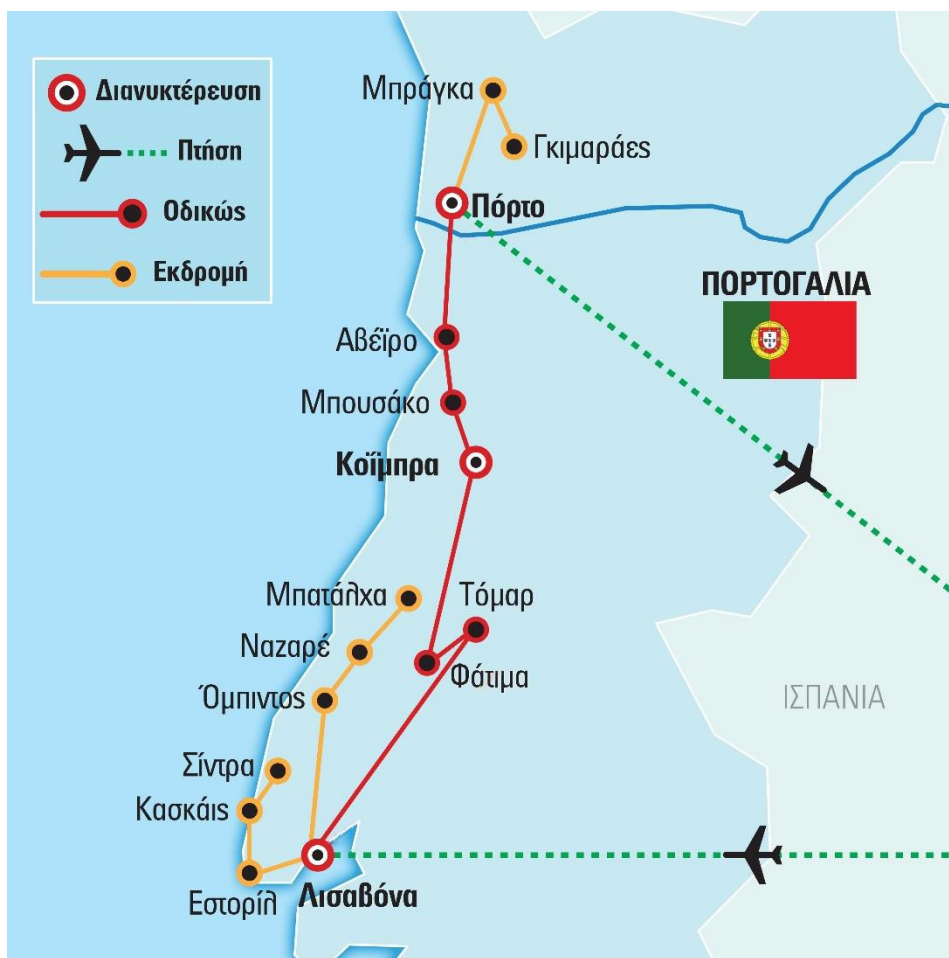 Διανυκτέρευση
Πτήση
Οδικώς
Εκδρομή
Μπράγκα
Γκιμαράες
Πόρτο
ΠΟΡΤΟΓΑΛΙΑ
Αβέϊρο
Μπουσάκο
Κοΐμπρα
Μπατάλχα
Τόμαρ
Ναζαρέ
Φάτιμα
Όμπιντος
ΙΣΠΑΝΙΑ
Σίντρα
Κασκάις
Εστορίλ
Λισαβόνα